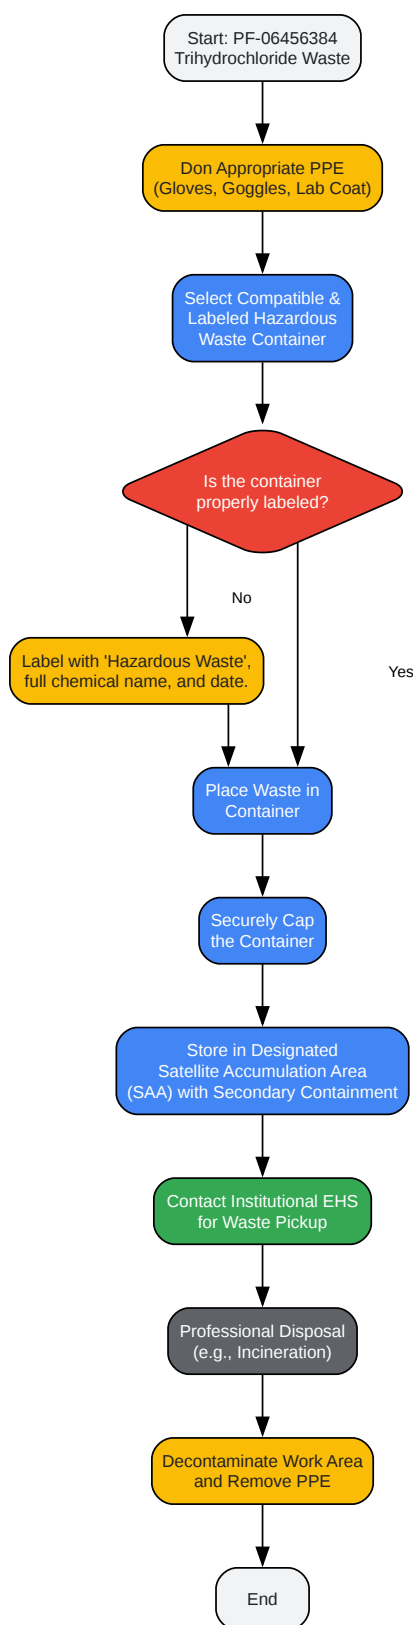 Start: PF-06456384
Trihydrochloride Waste
Don Appropriate PPE
(Gloves, Goggles, Lab Coat)
Select Compatible &
Labeled Hazardous
Waste Container
Is the container
properly labeled?
No
Label with 'Hazardous Waste',
full chemical name, and date.
Yes
Place Waste in
Container
Securely Cap
the Container
Store in Designated
Satellite Accumulation Area
(SAA) with Secondary Containment
Contact Institutional EHS
for Waste Pickup
Professional Disposal
(e.g., Incineration)
Decontaminate Work Area
and Remove PPE
End